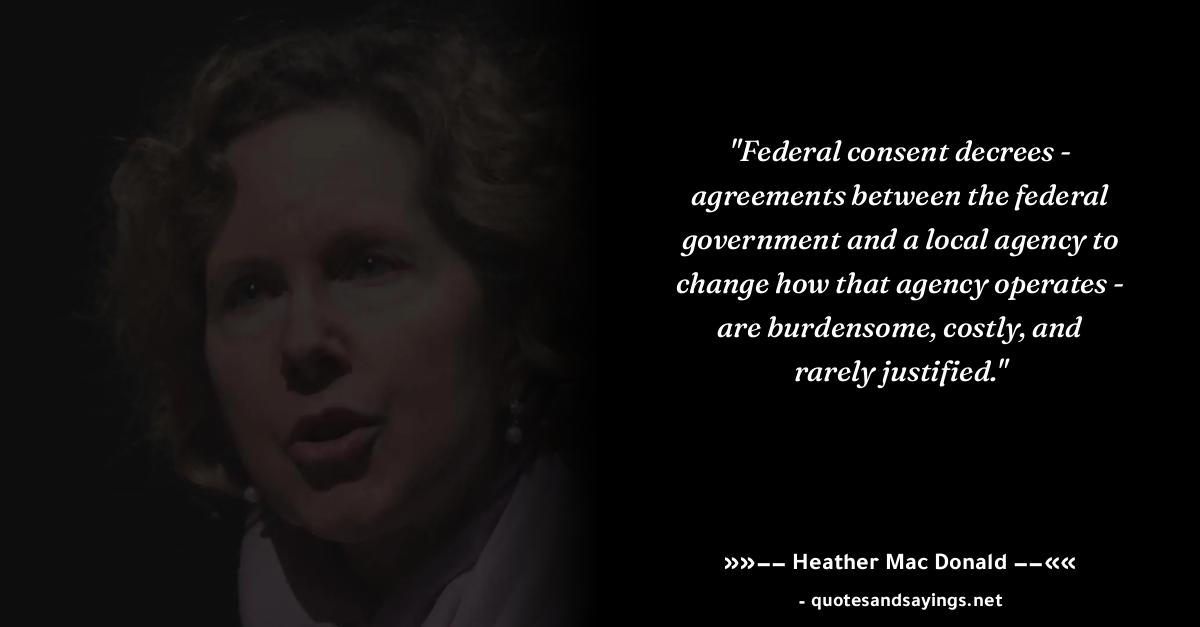 "Federal consent decrees -
agreements between the federal
government and a local agency to
change how that agency operates -
are burdensome, costly, and
rarely justified."
»»−− Heather Mac Donald −−««
- quotesandsayings.net